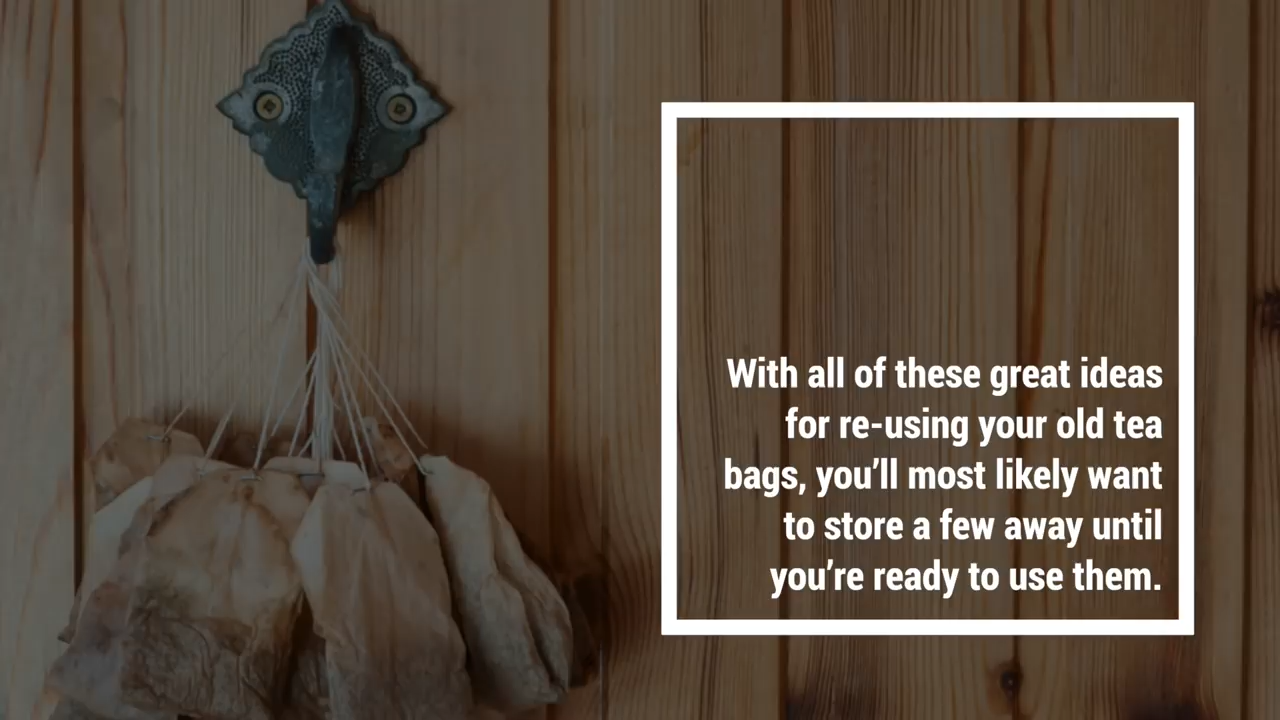 With all of these great ideas
for re-using your old tea
bags, you’ll most likely want
to store a few away until
you’re ready to use them.